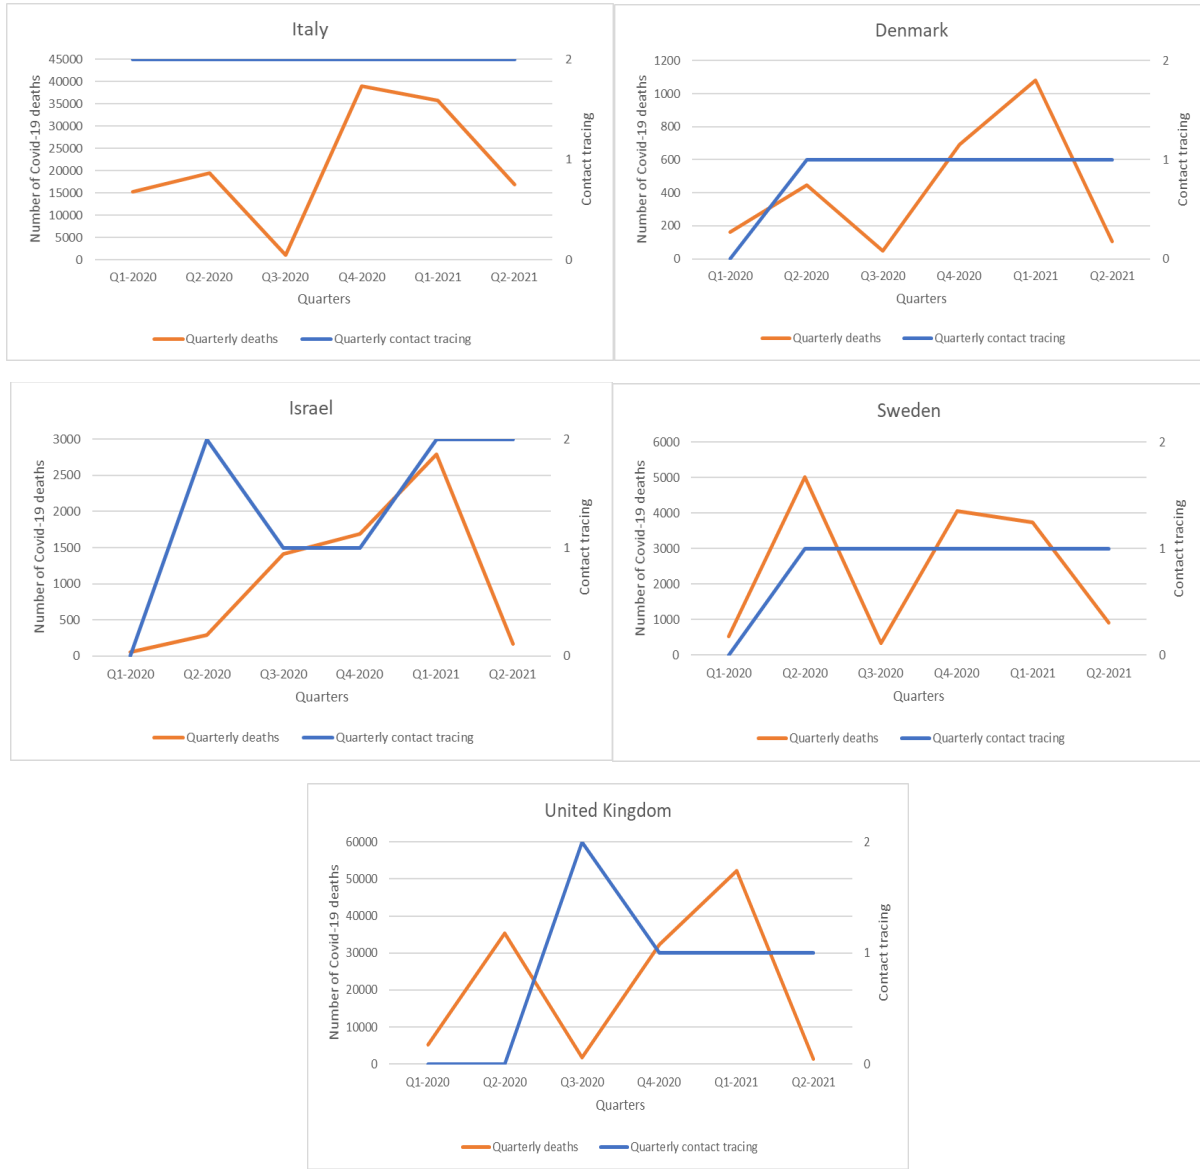 Italy
Number of Covid-19 deaths
45000
40000
35000
30000
25000
20000
15000
10000
5000
0
2
1
0
Contact tracing
Q1-2020 Q2-2020 Q3-2020 Q4-2020 Q1-2021 Q2-2021
Quarters
Quarterly deaths Quarterly contact tracing
Denmark
Number of Covid-19 deaths
1200
1000
800
600
400
200
0
2
1
0
Contact tracing
Q1-2020 Q2-2020 Q3-2020 Q4-2020 Q1-2021 Q2-2021
Quarters
Quarterly deaths Quarterly contact tracing
Israel
Number of Covid-19 deaths
3000
2500
2000
1500
1000
500
0
2
1
0
Contact tracing
Q1-2020 Q2-2020 Q3-2020 Q4-2020 Q1-2021 Q2-2021
Quarters
Quarterly deaths Quarterly contact tracing
Sweden
Number of Covid-19 deaths
6000
5000
4000
3000
2000
1000
0
2
1
0
Contact tracing
Q1-2020 Q2-2020 Q3-2020 Q4-2020 Q1-2021 Q2-2021
Quarters
Quarterly deaths Quarterly contact tracing
United Kingdom
Number of Covid-19 deaths
60000
50000
40000
30000
20000
10000
0
2
1
0
Contact tracing
Q1-2020 Q2-2020 Q3-2020 Q4-2020 Q1-2021 Q2-2021
Quarters
Quarterly deaths Quarterly contact tracing